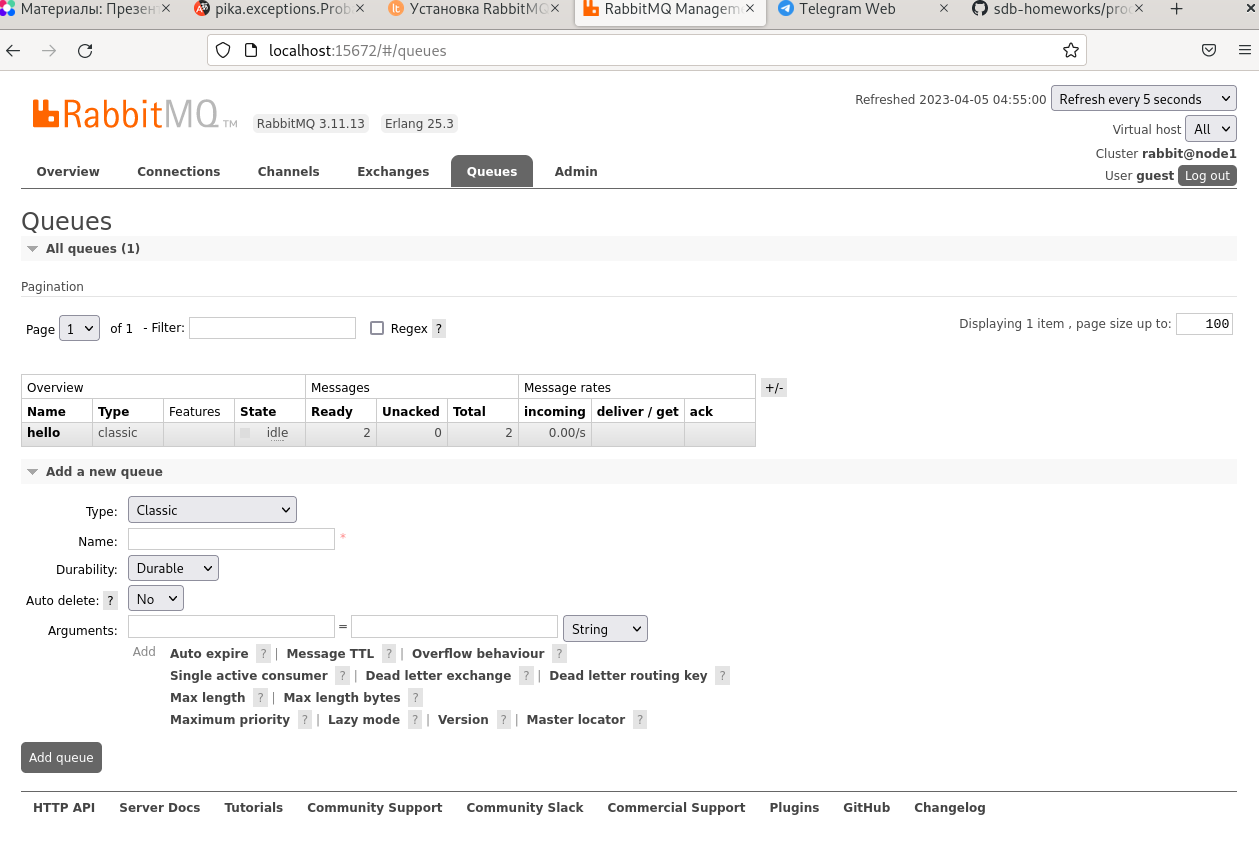 Материалы: Презен × pika.exceptions.Prob × Установка RabbitMQ × RabbitMQ Managem × Telegram Web × sdb-homeworks/pro × + ×
localhost:15672/#/queues
RabbitMQ TM RabbitMQ 3.11.13 Erlang 25.3
Refreshed 2023-04-05 04:55:00 Refresh every 5 seconds
Virtual host All
Cluster rabbit@node1
User guest Log out
Overview Connections Channels Exchanges Queues Admin
Queues
All queues (1)
Pagination
Page 1 of 1 - Filter: Regex ? Displaying 1 item , page size up to: 100
Overview Messages Message rates +/-
Name Type Features State Ready Unacked Total incoming deliver / get ack
hello classic idle 2 0 2 0.00/s
Add a new queue
Type: Classic
Name: *
Durability: Durable
Auto delete: ? No
Arguments: = String
Add Auto expire ? | Message TTL ? | Overflow behaviour ?
Single active consumer ? | Dead letter exchange ? | Dead letter routing key ?
Max length ? | Max length bytes ?
Maximum priority ? | Lazy mode ? | Version ? | Master locator ?
Add queue
HTTP API Server Docs Tutorials Community Support Community Slack Commercial Support Plugins GitHub Changelog